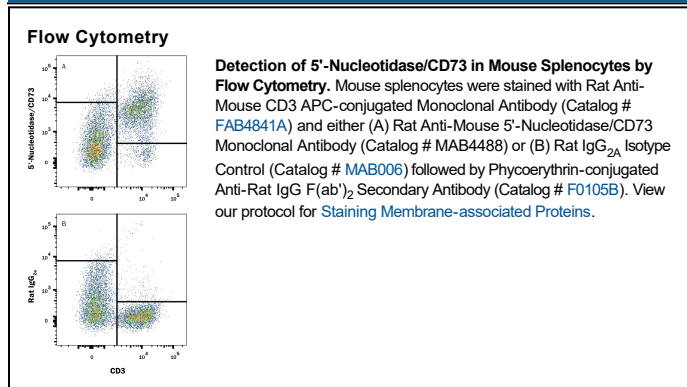 Flow Cytometry
A
10⁵
10⁴
10³
0
5'-Nucleotidase/CD73
0
10⁴
10⁵
Detection of 5'-Nucleotidase/CD73 in Mouse Splenocytes by
Flow Cytometry. Mouse splenocytes were stained with Rat Anti-
Mouse CD3 APC-conjugated Monoclonal Antibody (Catalog #
FAB4841A) and either (A) Rat Anti-Mouse 5'-Nucleotidase/CD73
Monoclonal Antibody (Catalog # MAB4488) or (B) Rat IgG₂A Isotype
Control (Catalog # MAB006) followed by Phycoerythrin-conjugated
Anti-Rat IgG F(ab')₂ Secondary Antibody (Catalog # F0105B). View
our protocol for Staining Membrane-associated Proteins.
B
10⁵
10⁴
10³
0
Rat IgG₂ₐ
0
10⁴
10⁵
CD3